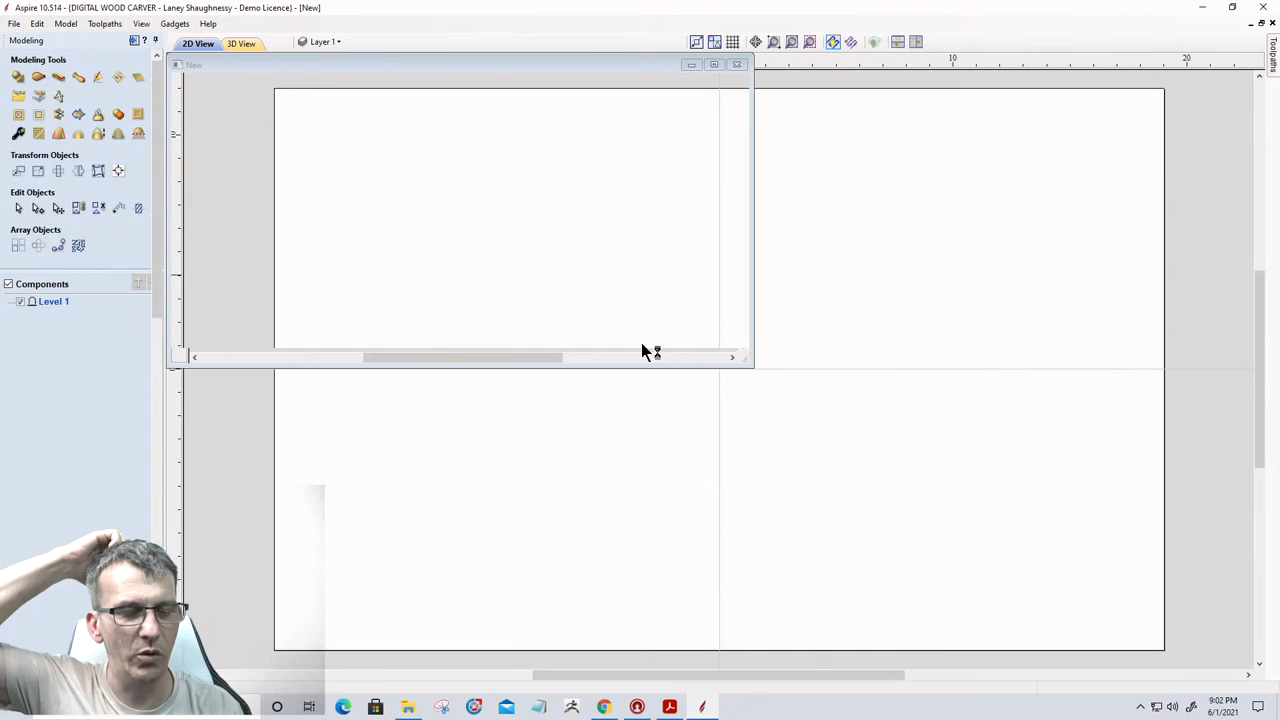 Aspire 10.514 - (DIGITAL WOOD CARVER - Laney Shaughnessy - Demo Licence) - [New]
File Edit Model Toolpaths View Gadgets Help
Modeling
2D View 3D View Layer 1
Toolpaths
New
10 20
Modeling Tools
Transform Objects
Edit Objects
Array Objects
Components
Level 1
9:02 PM
6/1/2021